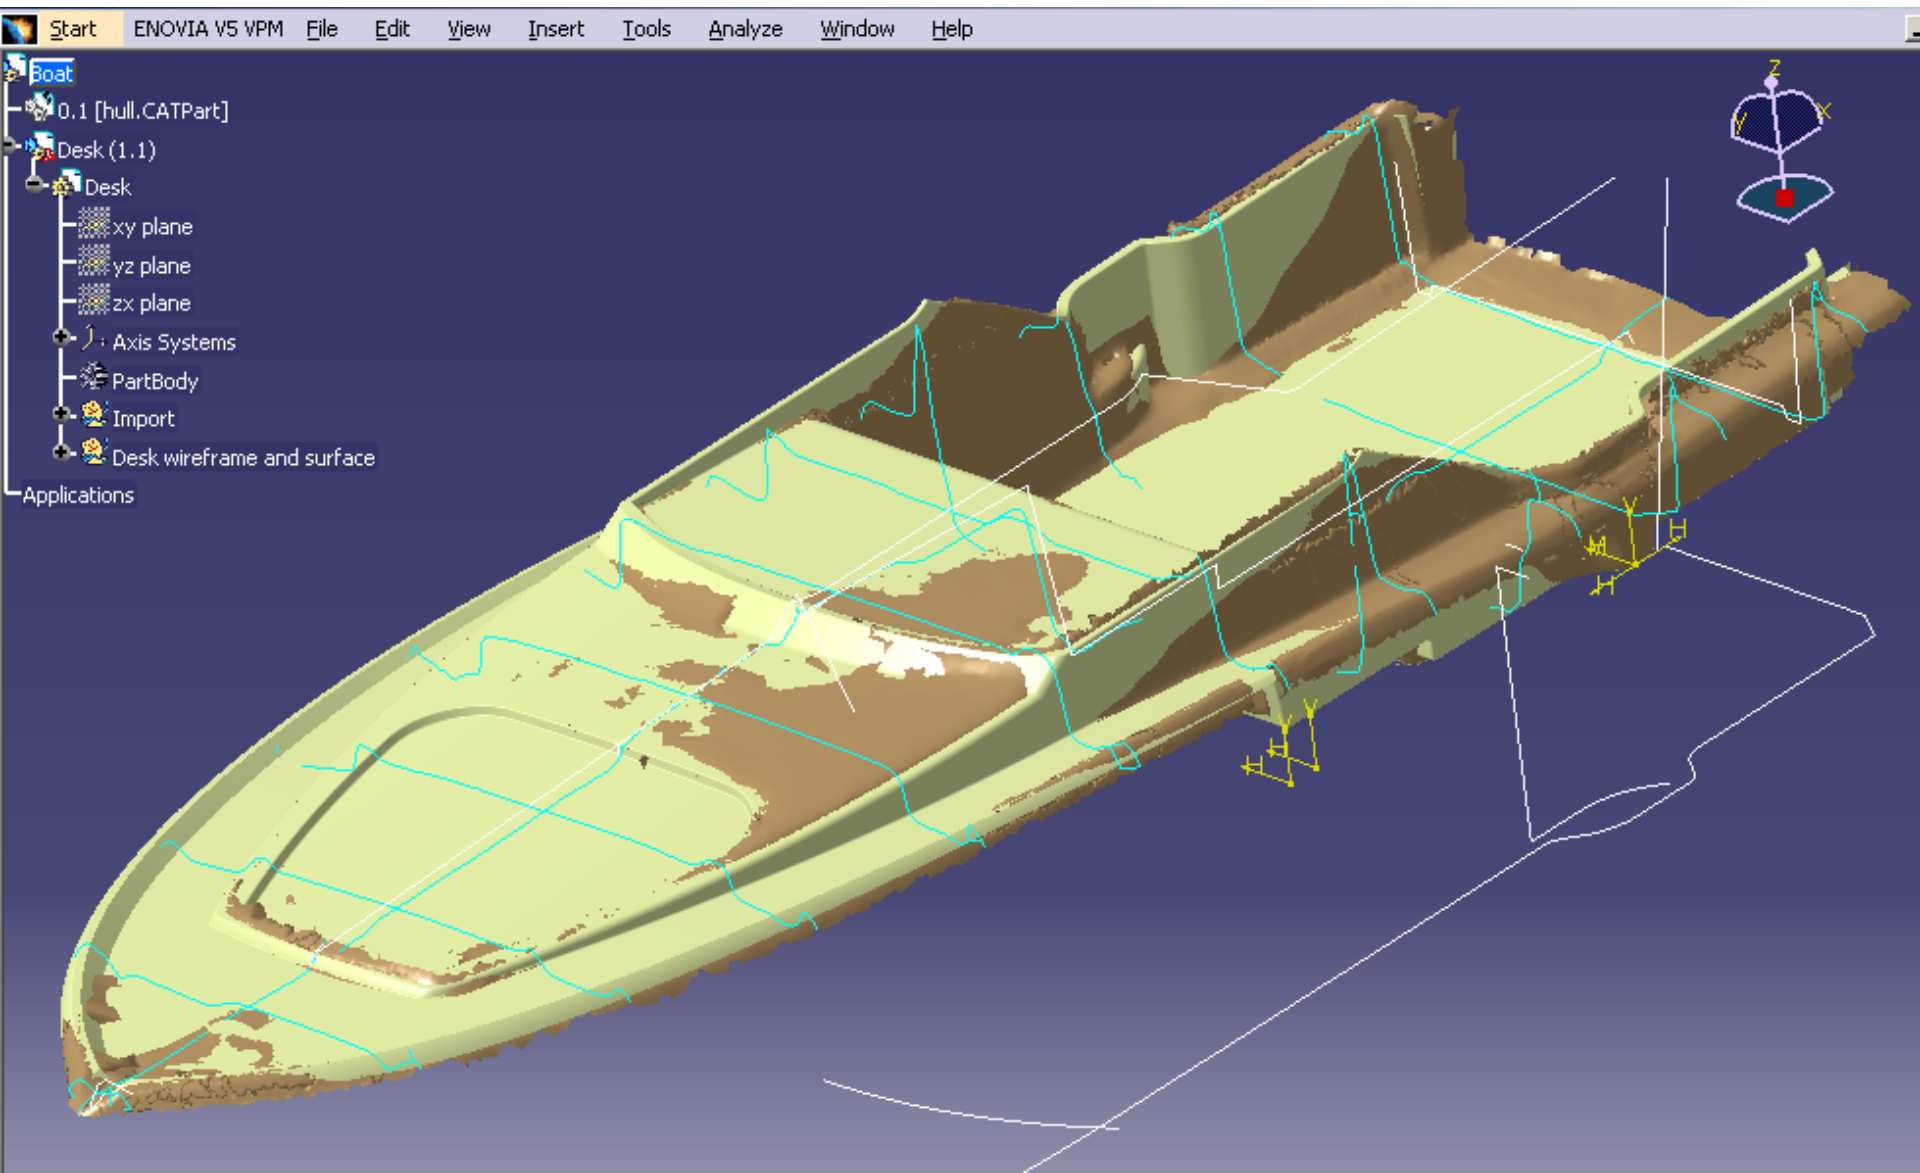 Start ENOVIA V5 VPM File Edit View Insert Tools Analyze Window Help
Boat
0.1 [hull.CATPart]
Desk (1.1)
Desk
xy plane
yz plane
zx plane
Axis Systems
PartBody
Import
Desk wireframe and surface
Applications
Z
X
Y
V
H
H
V
V
H
H